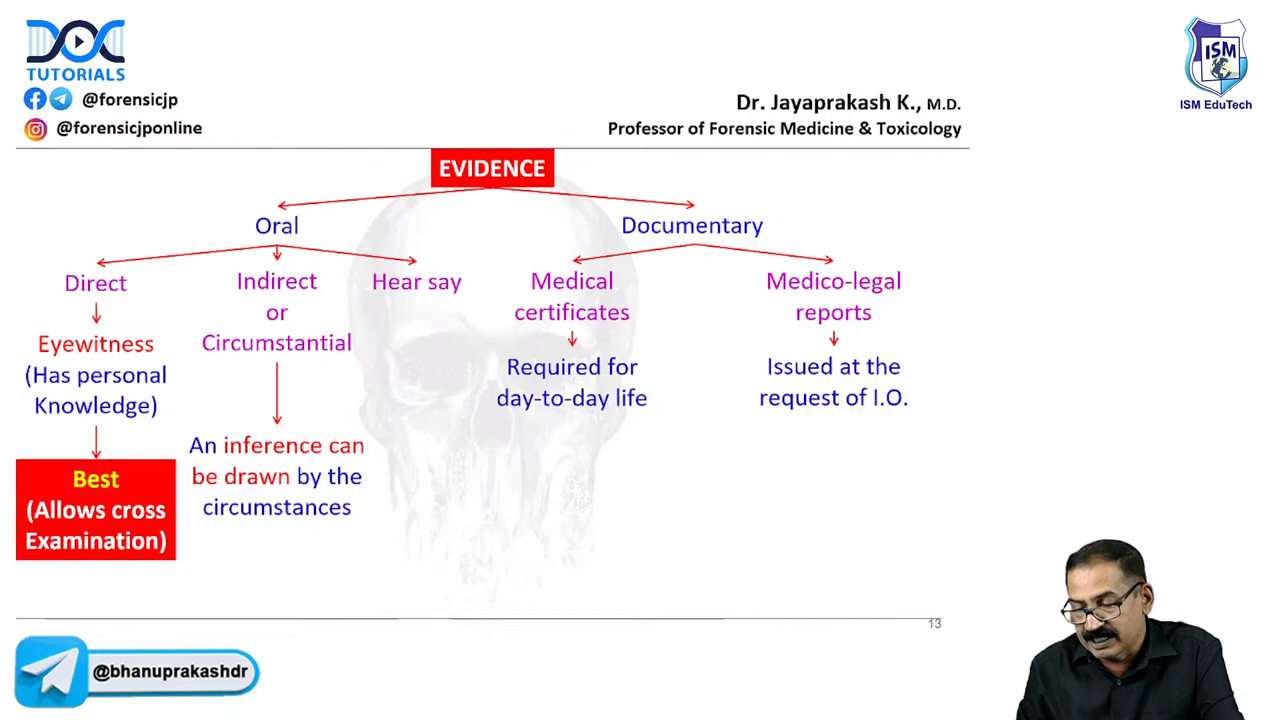 DOC
TUTORIALS
@forensicjp
@forensicjponline
Dr. Jayaprakash K., M.D.
Professor of Forensic Medicine & Toxicology
ISM
ISM EduTech
EVIDENCE
Oral
Documentary
Direct
Indirect
or
Circumstantial
Hear say
Medical
certificates
Medico-legal
reports
Eyewitness
(Has personal
Knowledge)
Required for
day-to-day life
Issued at the
request of I.O.
An inference can
be drawn by the
circumstances
Best
(Allows cross
Examination)
13
@bhanuprakashdr